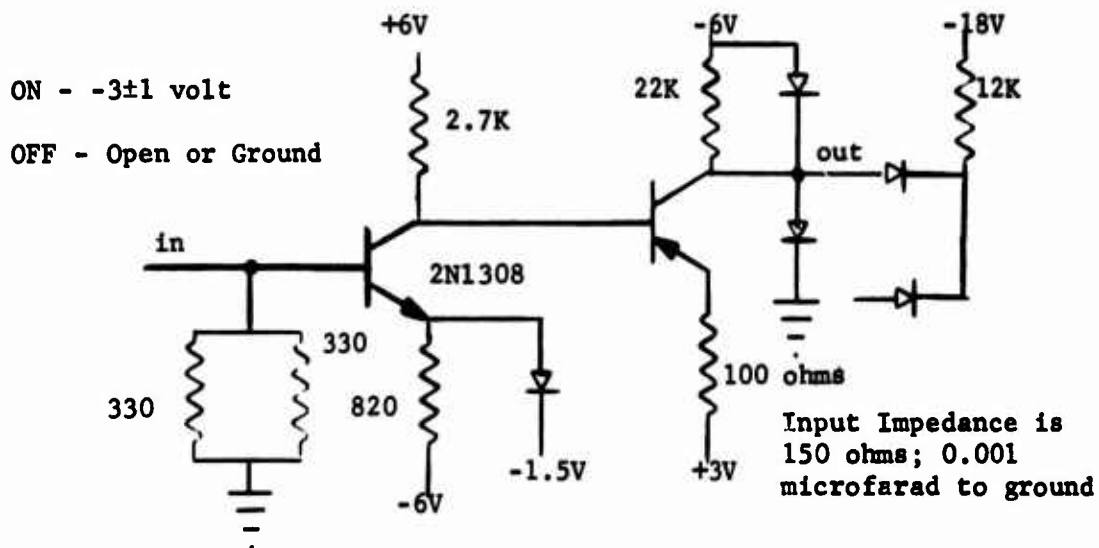 +6V
-6V
-18V
ON - -3±1 volt
22K
12K
2.7K
OFF - Open or Ground
out
in
2N1308
330
330
820
100 ohms
-1.5V
+3V
-6V
Input Impedance is
150 ohms; 0.001
microfarad to ground